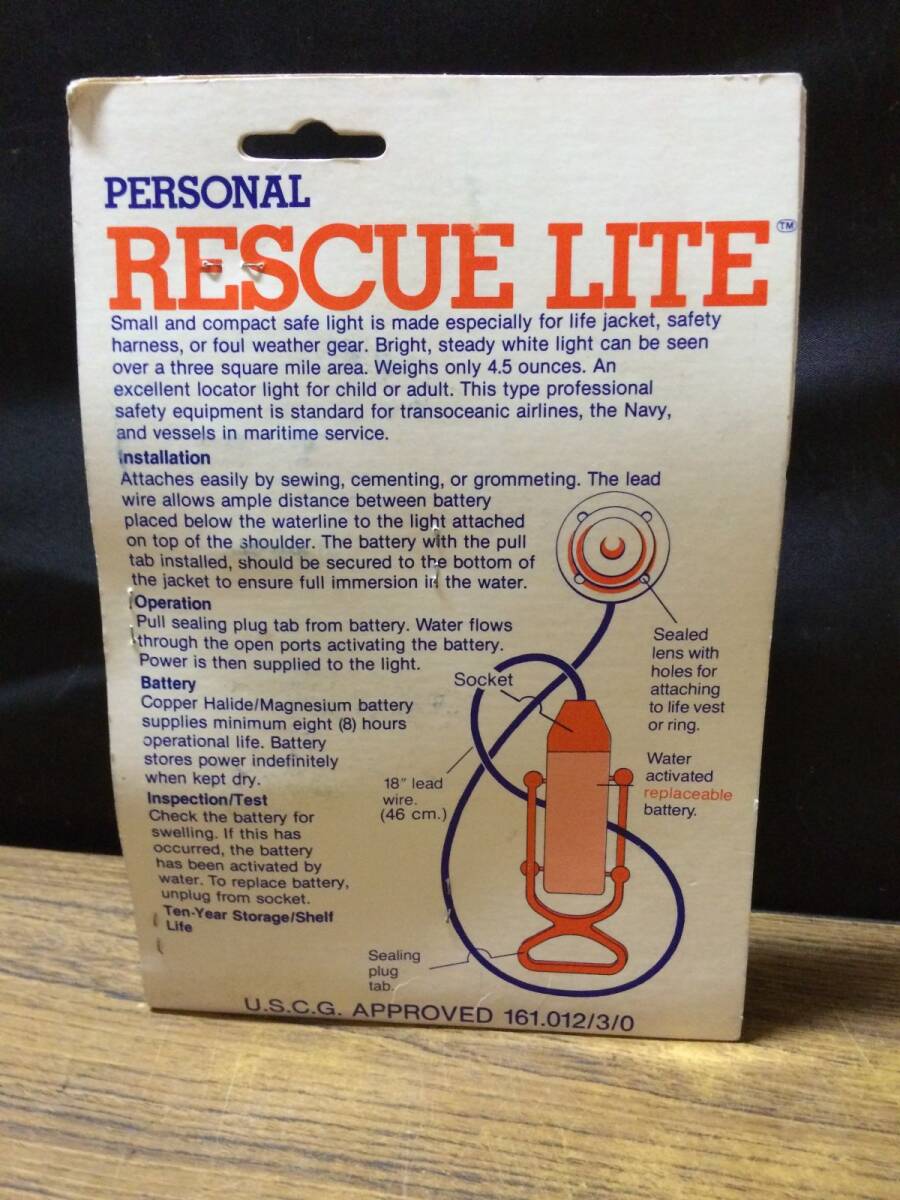 PERSONAL
RESCUE LITE™
Small and compact safe light is made especially for life jacket, safety
harness, or foul weather gear. Bright, steady white light can be seen
over a three square mile area. Weighs only 4.5 ounces. An
excellent locator light for child or adult. This type professional
safety equipment is standard for transoceanic airlines, the Navy,
and vessels in maritime service.
Installation
Attaches easily by sewing, cementing, or grommeting. The lead
wire allows ample distance between battery
placed below the waterline to the light attached
on top of the shoulder. The battery with the pull
tab installed, should be secured to the bottom of
the jacket to ensure full immersion in the water.
Operation
Pull sealing plug tab from battery. Water flows
through the open ports activating the battery.
Power is then supplied to the light.
Battery
Copper Halide/Magnesium battery
supplies minimum eight (8) hours
operational life. Battery
stores power indefinitely
when kept dry.
Inspection/Test
Check the battery for
swelling. If this has
occurred, the battery
has been activated by
water. To replace battery,
unplug from socket.
Ten-Year Storage/Shelf
Life
Sealed
lens with
holes for
attaching
to life vest
or ring.
Socket
Water
activated
replaceable
battery.
18" lead
wire.
(46 cm.)
Sealing
plug
tab.
U.S.C.G. APPROVED 161.012/3/0